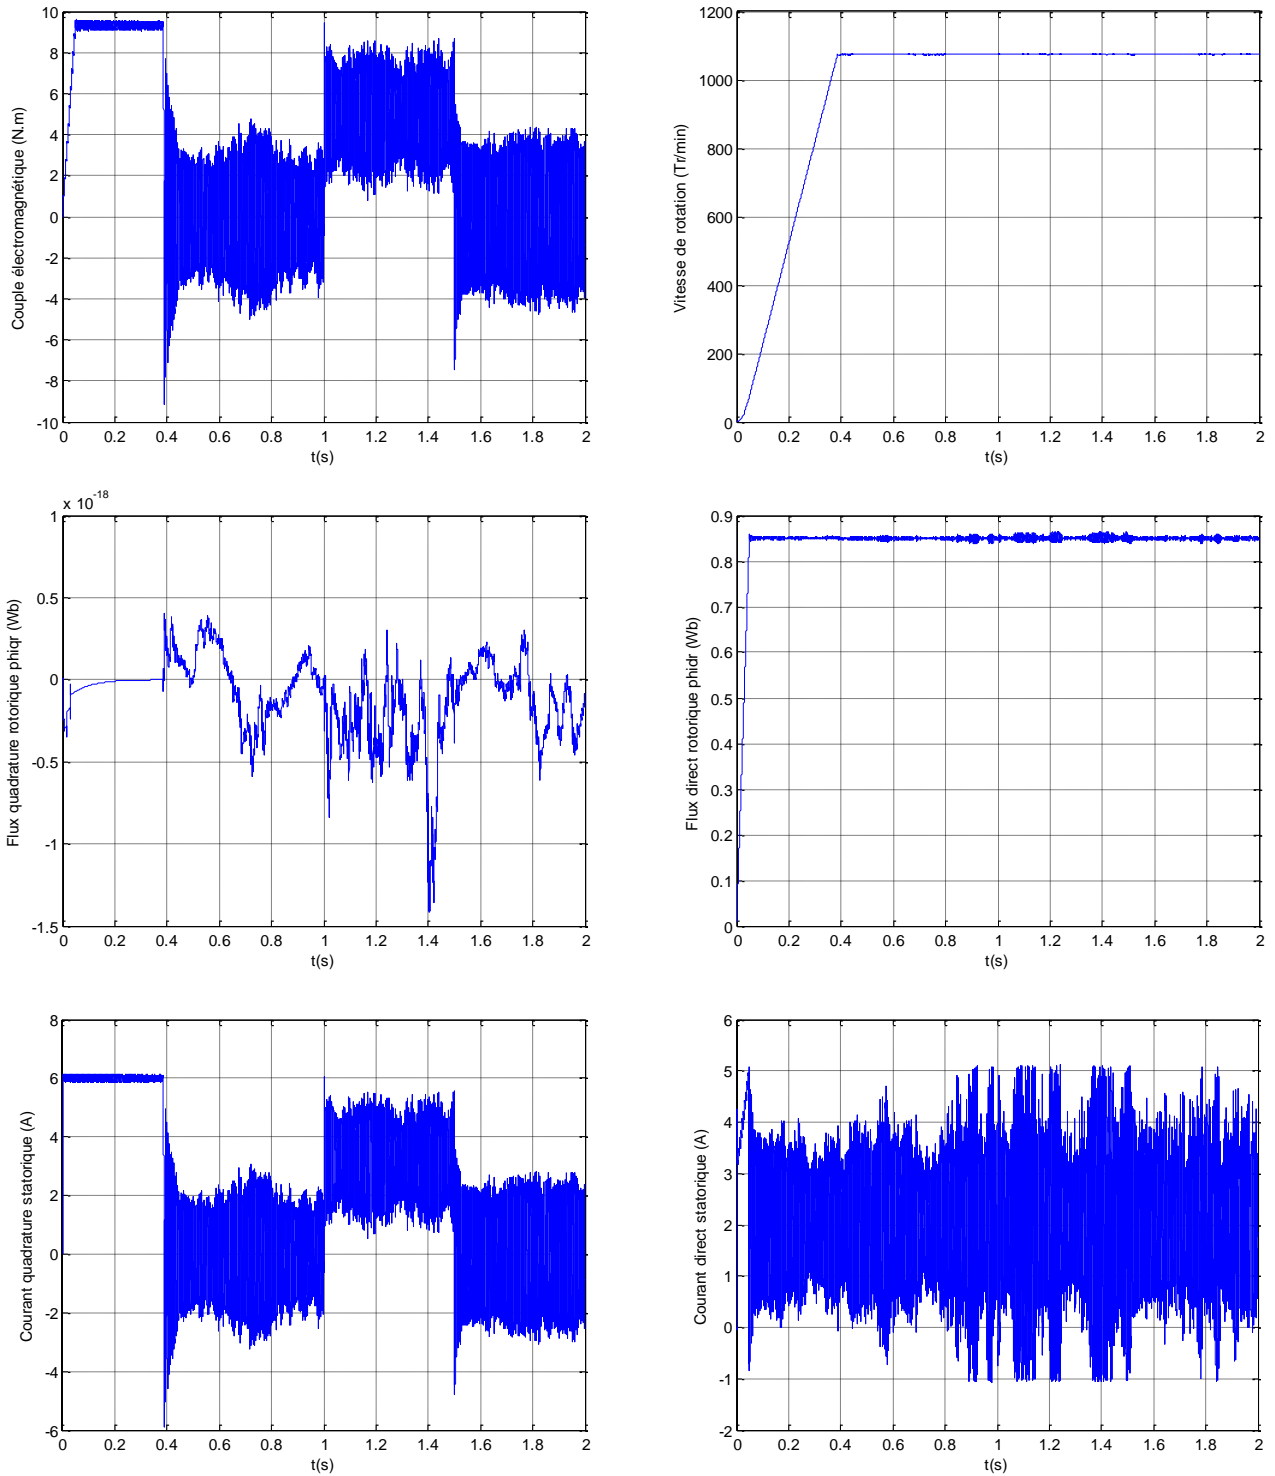 10
8
6
4
2
0
-2
-4
-6
-8
-10
Couple électromagnétique (N.m)
0 0.2 0.4 0.6 0.8 1 1.2 1.4 1.6 1.8 2
t(s)
1200
1000
800
600
400
200
0
Vitesse de rotation (Tr/min)
0 0.2 0.4 0.6 0.8 1 1.2 1.4 1.6 1.8 2
t(s)
x 10-18
1
0.5
0
-0.5
-1
-1.5
Flux quadrature rotorique phiqr (Wb)
0 0.2 0.4 0.6 0.8 1 1.2 1.4 1.6 1.8 2
t(s)
0.9
0.8
0.7
0.6
0.5
0.4
0.3
0.2
0.1
0
Flux direct rotorique phidr (Wb)
0 0.2 0.4 0.6 0.8 1 1.2 1.4 1.6 1.8 2
t(s)
8
6
4
2
0
-2
-4
-6
Courant quadrature statorique (A)
0 0.2 0.4 0.6 0.8 1 1.2 1.4 1.6 1.8 2
t(s)
6
5
4
3
2
1
0
-1
-2
Courant direct statorique (A)
0 0.2 0.4 0.6 0.8 1 1.2 1.4 1.6 1.8 2
t(s)